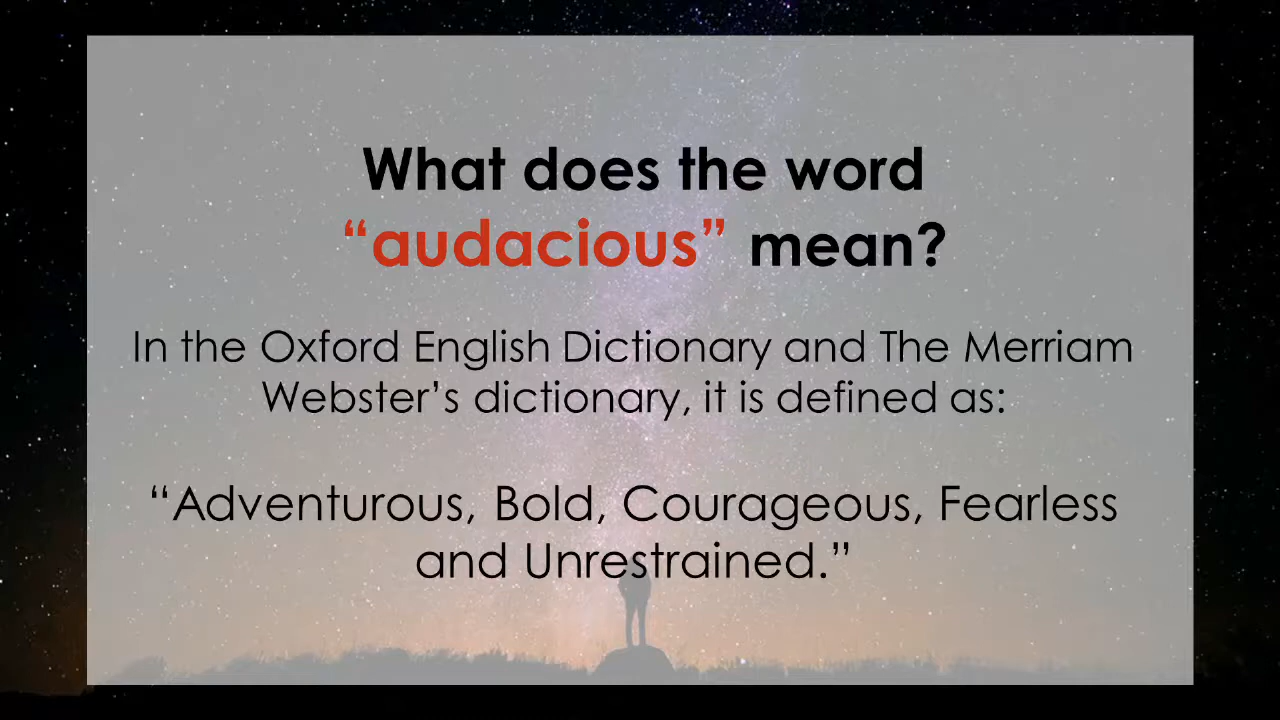 What does the word
“audacious” mean?
In the Oxford English Dictionary and The Merriam
Webster’s dictionary, it is defined as:
“Adventurous, Bold, Courageous, Fearless
and Unrestrained.”